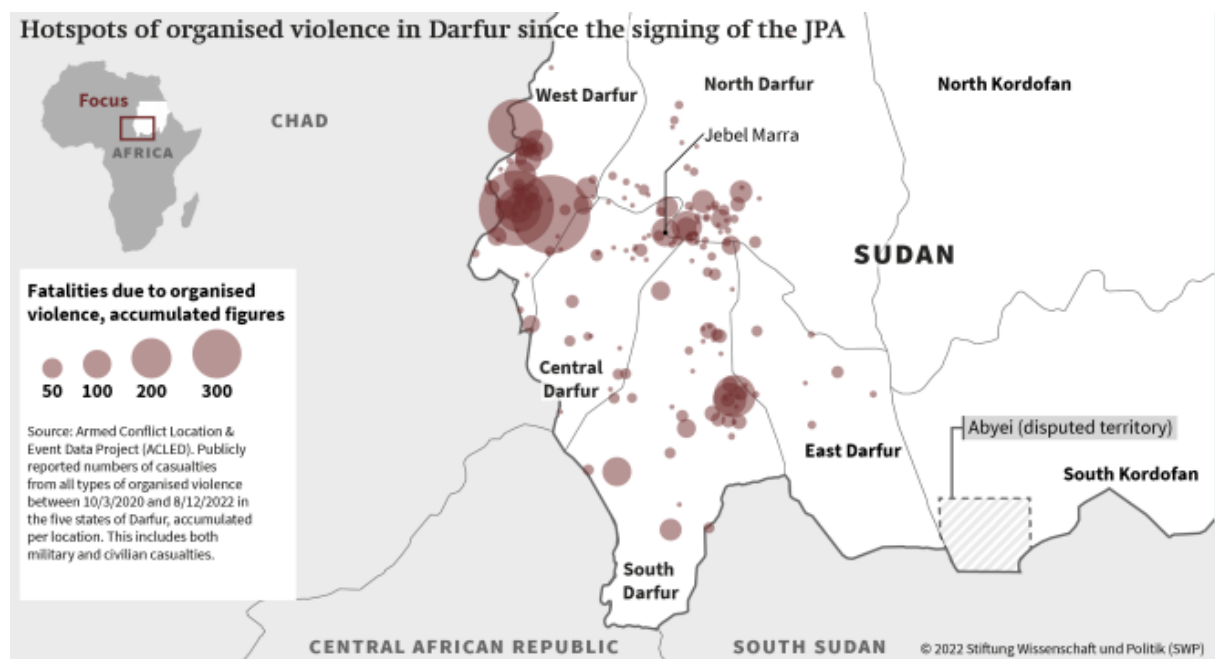 Hotspots of organised violence in Darfur since the signing of the JPA
Focus
AFRICA
CHAD
West Darfur
North Darfur
North Kordofan
Jebel Marra
SUDAN
Fatalities due to organised
violence, accumulated figures
50 100 200 300
Source: Armed Conflict Location &
Event Data Project (ACLED). Publicly
reported numbers of casualties
from all types of organised violence
between 10/3/2020 and 8/12/2022 in
the five states of Darfur, accumulated
per location. This includes both
military and civilian casualties.
Central
Darfur
East Darfur
Abyei (disputed territory)
South Kordofan
South
Darfur
CENTRAL AFRICAN REPUBLIC
SOUTH SUDAN
© 2022 Stiftung Wissenschaft und Politik (SWP)